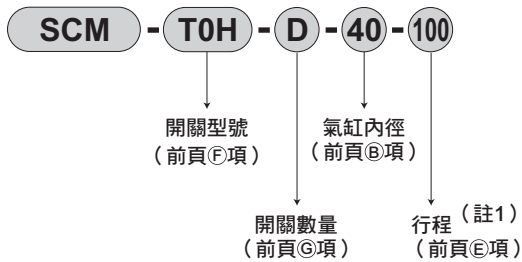 SCM - T0H - D - 40 - 100
開關型號
（前頁Ⓕ項）
氣缸內徑
（前頁Ⓑ項）
開關數量
（前頁Ⓖ項）
行程（註1）
（前頁Ⓔ項）